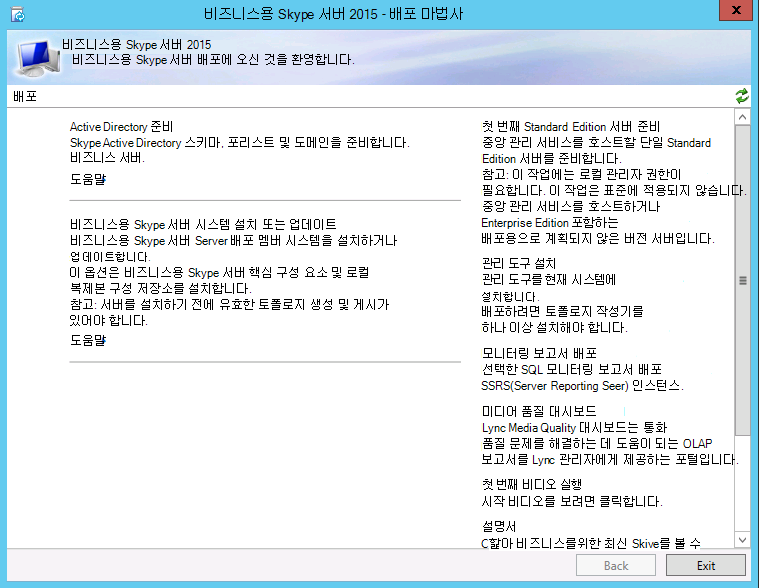 비즈니스용 Skype 서버 2015 - 배포 마법사
x
비즈니스용 Skype 서버 2015
비즈니스용 Skype 서버 배포에 오신 것을 환영합니다.
배포
Active Directory 준비
Skype Active Directory 스키마, 포리스트 및 도메인을 준비합니다.
비즈니스 서버.
도움말
비즈니스용 Skype 서버 시스템 설치 또는 업데이트
비즈니스용 Skype 서버 Server 배포 멤버 시스템을 설치하거나
업데이트합니다.
이 옵션은 비즈니스용 Skype 서버 핵심 구성 요소 및 로컬
복제본 구성 저장소를 설치합니다.
참고: 서버를 설치하기 전에 유효한 토폴로지 생성 및 게시가
있어야 합니다.
도움말
첫 번째 Standard Edition 서버 준비
중앙 관리 서비스를 호스트할 단일 Standard
Edition 서버를 준비합니다.
참고: 이 작업에는 로컬 관리자 권한이
필요합니다. 이 작업은 표준에 적용되지 않습니다.
중앙 관리 서비스를 호스트하거나
Enterprise Edition 포함하는
배포용으로 계획되지 않은 버전 서버입니다.
관리 도구 설치
관리 도구를 현재 시스템에
설치합니다.
배포하려면 토폴로지 작성기를
하나 이상 설치해야 합니다.
모니터링 보고서 배포
선택한 SQL 모니터링 보고서 배포
SSRS(Server Reporting Seer) 인스턴스.
미디어 품질 대시보드
Lync Media Quality 대시보드는 통화
품질 문제를 해결하는 데 도움이 되는 OLAP
보고서를 Lync 관리자에게 제공하는 포털입니다.
첫 번째 비디오 실행
시작 비디오를 보려면 클릭합니다.
설명서
C할아 비즈니스를위한 최신 Skive를 볼 수
Back
Exit